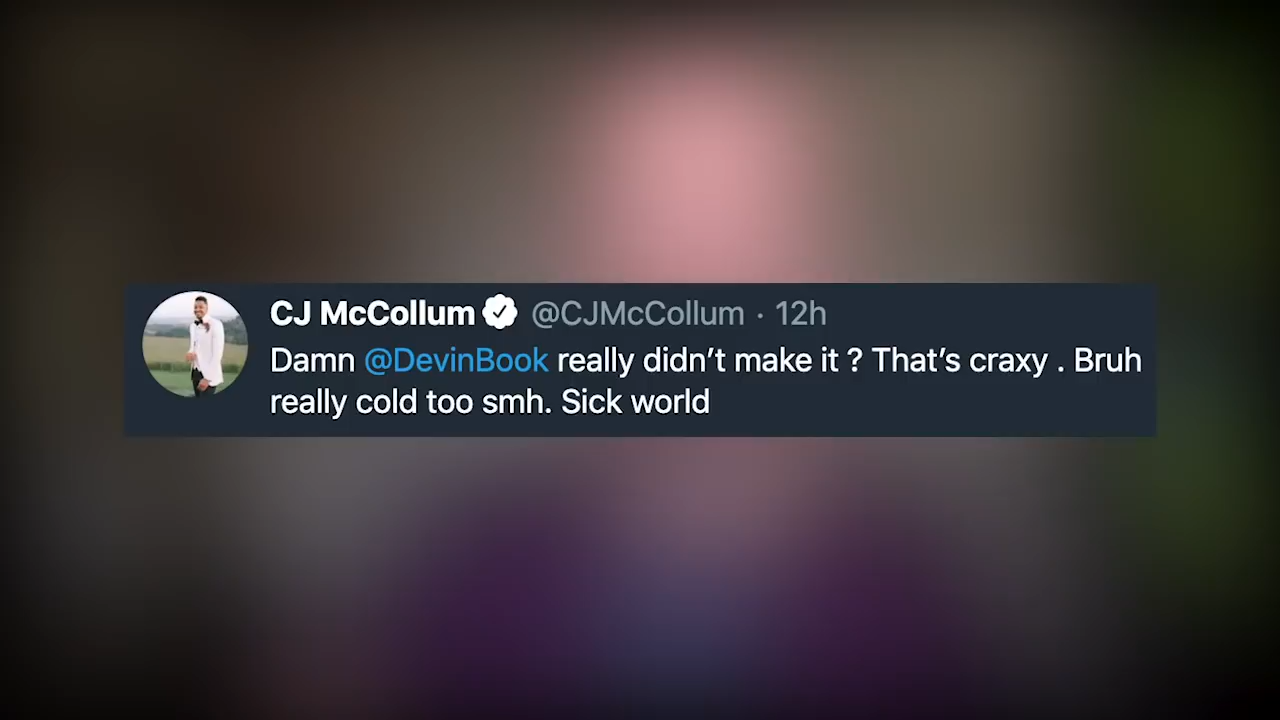 CJ McCollum @CJMcCollum · 12h
Damn @DevinBook really didn’t make it ? That’s craxy . Bruh
really cold too smh. Sick world